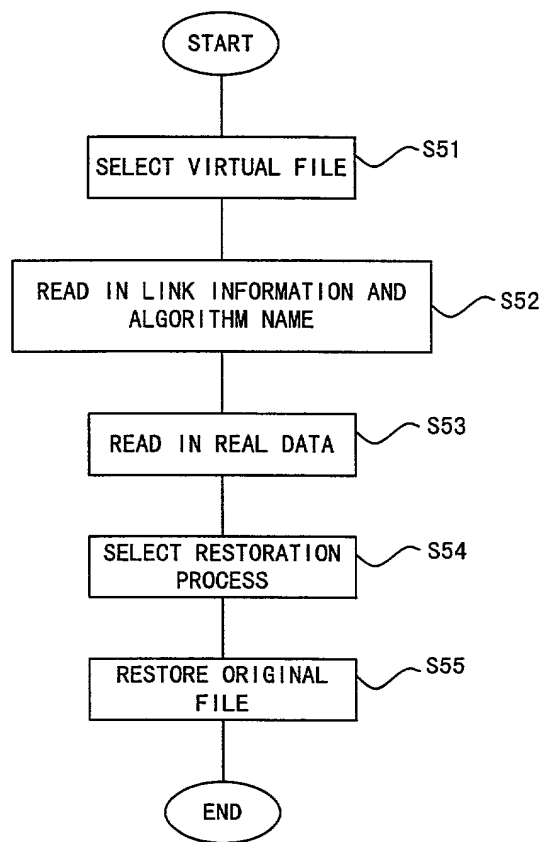 START
SELECT VIRTUAL FILE
S51
READ IN LINK INFORMATION AND
ALGORITHM NAME
S52
READ IN REAL DATA
S53
SELECT RESTORATION
PROCESS
S54
RESTORE ORIGINAL
FILE
S55
END